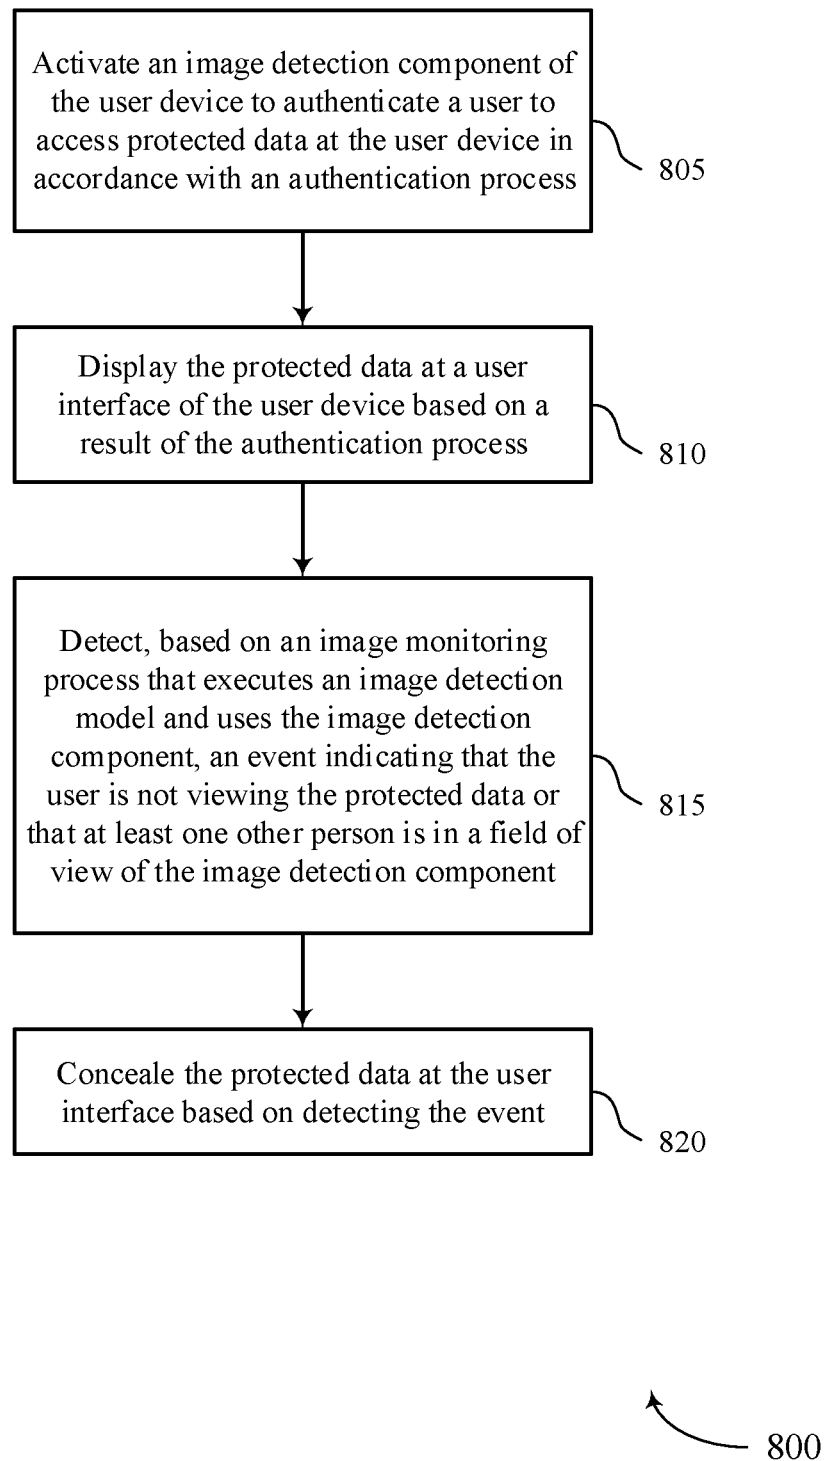 Activate an image detection component of
the user device to authenticate a user to
access protected data at the user device in
accordance with an authentication process
805
Display the protected data at a user
interface of the user device based on a
result of the authentication process
810
Detect, based on an image monitoring
process that executes an image detection
model and uses the image detection
component, an event indicating that the
user is not viewing the protected data or
that at least one other person is in a field of
view of the image detection component
815
Conceale the protected data at the user
interface based on detecting the event
820
800